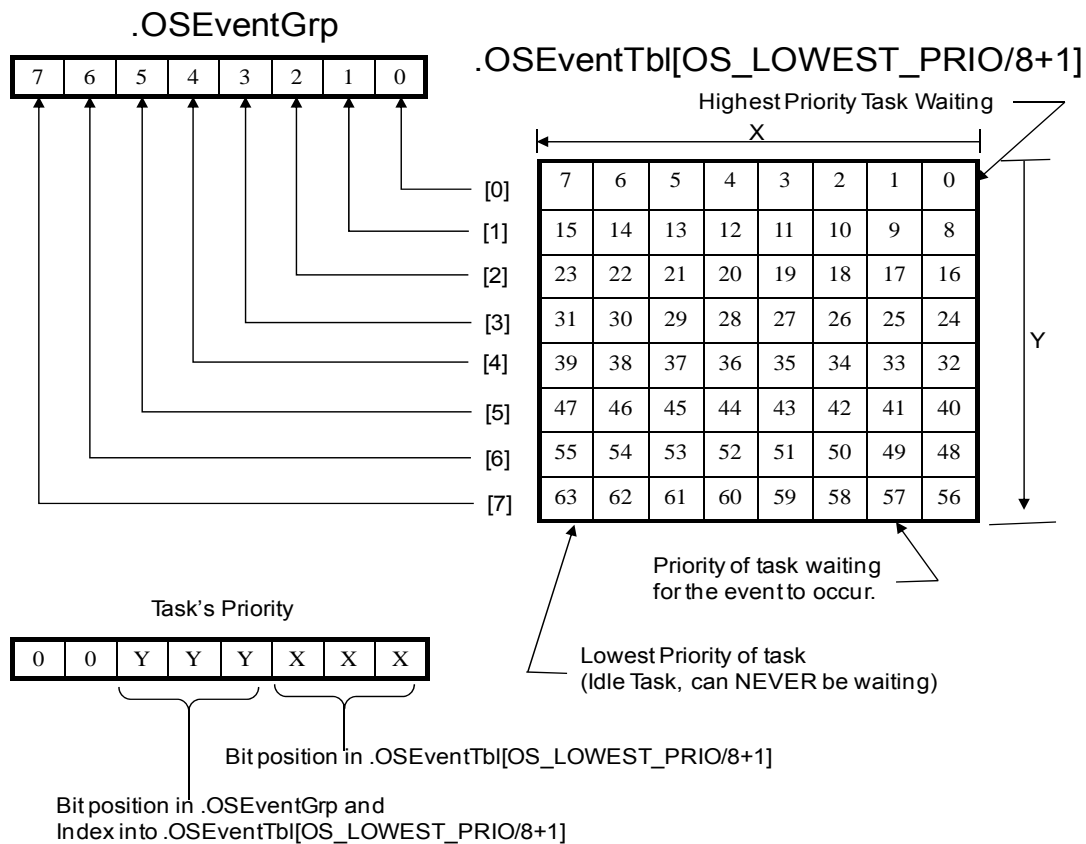 .OSEventGrp
7 6 5 4 3 2 1 0
.OSEventTbl[OS_LOWEST_PRIO/8+1]
Highest Priority Task Waiting
X
[0] 7 6 5 4 3 2 1 0
[1] 15 14 13 12 11 10 9 8
[2] 23 22 21 20 19 18 17 16
[3] 31 30 29 28 27 26 25 24
[4] 39 38 37 36 35 34 33 32
[5] 47 46 45 44 43 42 41 40
[6] 55 54 53 52 51 50 49 48
[7] 63 62 61 60 59 58 57 56
Y
Priority of task waiting
for the event to occur.
Task's Priority
0 0 Y Y Y X X X
Lowest Priority of task
(Idle Task, can NEVER be waiting)
Bit position in .OSEventTbl[OS_LOWEST_PRIO/8+1]
Bit position in .OSEventGrp and
Index into .OSEventTbl[OS_LOWEST_PRIO/8+1]